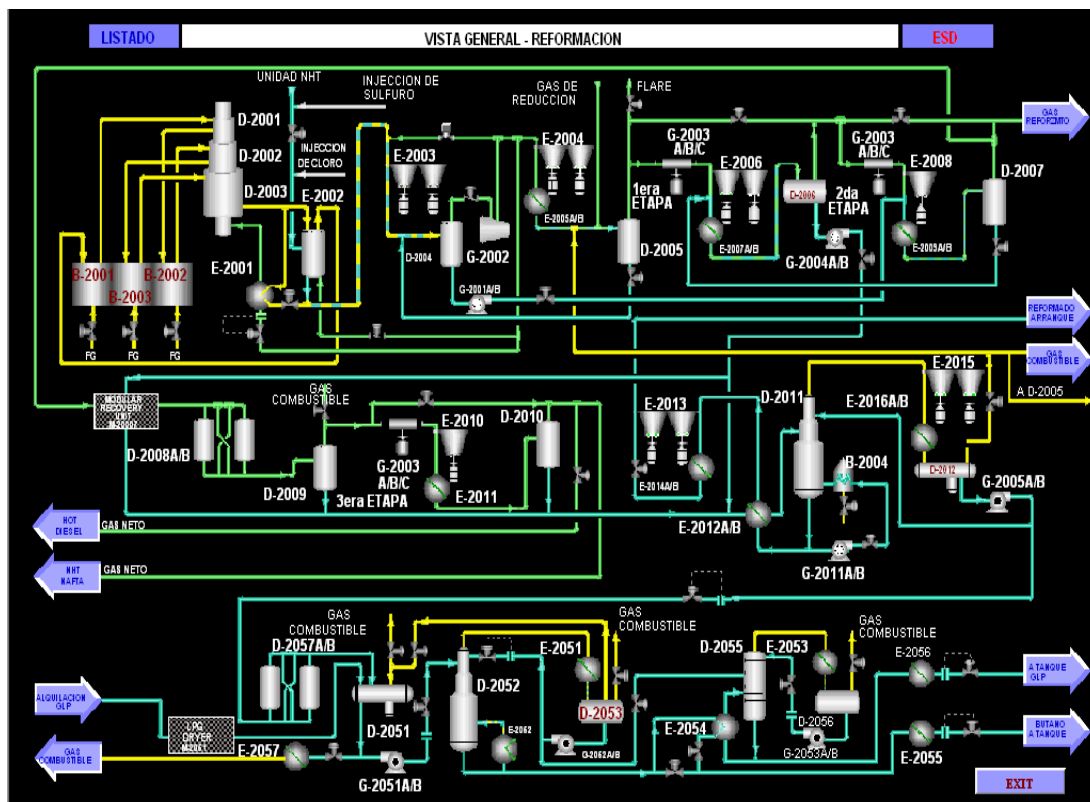 LISTADO
VISTA GENERAL - REFORMACION
ESD
UNIDAD NHT
INJECCION DE
SULFURO
GAS DE
REDUCCION
FLARE
GAS
REFORMTO
D-2001
D-2002
D-2003
INJECCION
DE CLORO
E-2002
E-2003
E-2004
G-2003
A/B/C
E-2006
G-2003
A/B/C
E-2008
D-2007
1era
ETAPA
D-2006
2da
ETAPA
E-2005A/B
E-2001
D-2004
G-2002
D-2005
E-2007A/B
G-2004A/B
E-2009A/B
B-2001
B-2002
B-2003
G-2001A/B
FG
FG
FG
REFORMADO
ARRANQUE
GAS
COMBUSTIBLE
A D-2005
GAS
COMBUSTIBLE
MODULAR
RECOVERY
UNIT
D-2008A/B
D-2009
G-2003
A/B/C
3era ETAPA
E-2010
E-2011
D-2010
E-2013
E-2014A/B
E-2012A/B
D-2011
E-2016A/B
E-2015
B-2004
D-2012
G-2005A/B
G-2011A/B
HOT
DIESEL
GAS NETO
NHT
NAFTA
GAS NETO
GAS
COMBUSTIBLE
D-2057A/B
GAS
COMBUSTIBLE
GAS
COMBUSTIBLE
E-2051
D-2052
D-2055
E-2053
E-2056
A TANQUE
GLP
ALQUILACION
GLP
LPG
DRYER
M2051
D-2051
D-2053
E-2052
G-2052A/B
E-2054
D-2056
G-2053A/B
E-2055
BUTANO
A TANQUE
GAS
COMBUSTIBLE
E-2057
G-2051A/B
EXIT